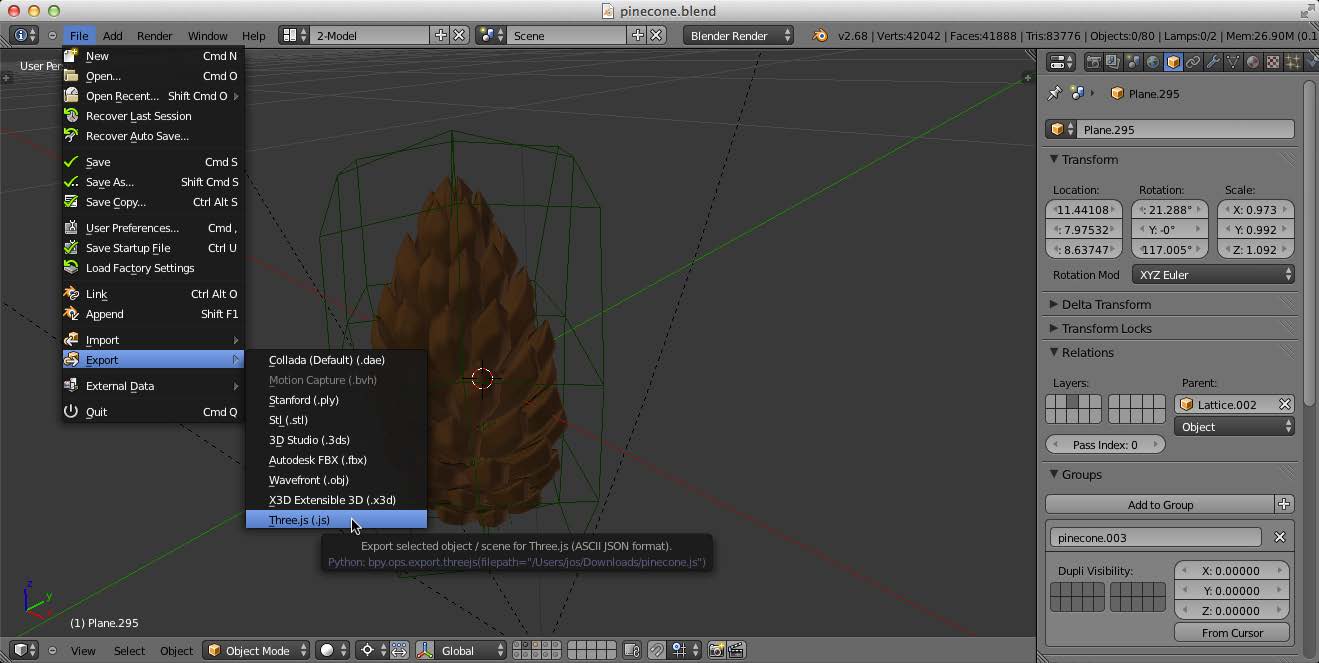 pinecone.blend
File Add Render Window Help 2-Model Scene Blender Render v2.68 | Verts:42042 | Faces:41888 | Tris:83776 | Objects:0/80 | Lamps:0/2 | Mem:26.90M (0.1
User Per
New Cmd N
Open... Cmd O
Open Recent... Shift Cmd O
Recover Last Session
Recover Auto Save...
Save Cmd S
Save As... Shift Cmd S
Save Copy... Ctrl Alt S
User Preferences... Cmd ,
Save Startup File Ctrl U
Load Factory Settings
Link Ctrl Alt O
Append Shift F1
Import
Export
External Data
Quit Cmd Q
Collada (Default) (.dae)
Motion Capture (.bvh)
Stanford (.ply)
Stl (.stl)
3D Studio (.3ds)
Autodesk FBX (.fbx)
Wavefront (.obj)
X3D Extensible 3D (.x3d)
Three.js (.js)
Export selected object / scene for Three.js (ASCII JSON format).
Python: bpy.ops.export.threejs(filepath="/Users/jos/Downloads/pinecone.js")
z
y
x
(1) Plane.295
View Select Object Object Mode Global
Plane.295
Plane.295
Transform
Location: Rotation: Scale:
11.44108 : 21.288° X: 0.973
: 7.97532 Y: -0° Y: 0.992
: 8.63747 117.005° Z: 1.092
Rotation Mod XYZ Euler
Delta Transform
Transform Locks
Relations
Layers: Parent:
Lattice.002
Object
Pass Index: 0
Groups
Add to Group
pinecone.003
Dupli Visibility: X: 0.00000
Y: 0.00000
Z: 0.00000
From Cursor